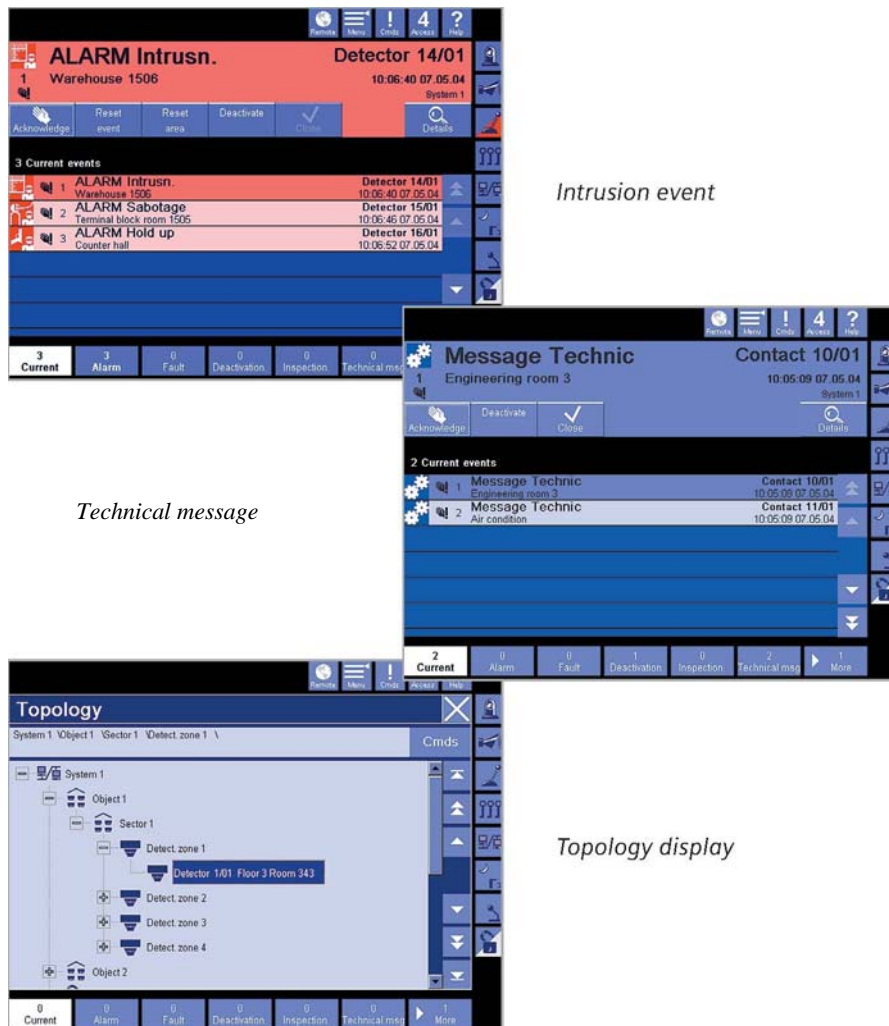 Remote Menu Cmds 4 Access ? Help
ALARM Intrusn. Detector 14/01
1 Warehouse 1506 10:06:40 07.05.04
System 1
Acknowledge Reset event Reset area Deactivate Close Details
3 Current events
1 ALARM Intrusn. Detector 14/01
Warehouse 1506 10:06:40 07.05.04
2 ALARM Sabotage Detector 15/01
Terminal block room 1505 10:06:46 07.05.04
3 ALARM Hold up Detector 16/01
Counter hall 10:06:52 07.05.04
3 Current 3 Alarm 0 Fault 0 Deactivation 0 Inspection 0 Technical msg
Intrusion event
Remote Menu ! Cmds 4 Access ? Help
Message Technic Contact 10/01
1 Engineering room 3 10:05:09 07.05.04
System 1
Acknowledge Deactivate Close Details
2 Current events
1 Message Technic Contact 10/01
Engineering room 3 10:05:09 07.05.04
2 Message Technic Contact 11/01
Air condition 10:05:09 07.05.04
2 Current 0 Alarm 0 Fault 1 Deactivation 0 Inspection 2 Technical msg 1 More
Technical message
Remote Menu Cmds Access Help
Topology
System 1 \Object 1 \Sector 1 \Detect. zone 1 \
Cmds
System 1
Object 1
Sector 1
Detect. zone 1
Detector 1/01 Floor 3 Room 343
Detect. zone 2
Detect. zone 3
Detect. zone 4
Object 2
0 Current 0 Alarm 0 Fault 0 Deactivation 0 Inspection 0 Technical msg 1 More
Topology display